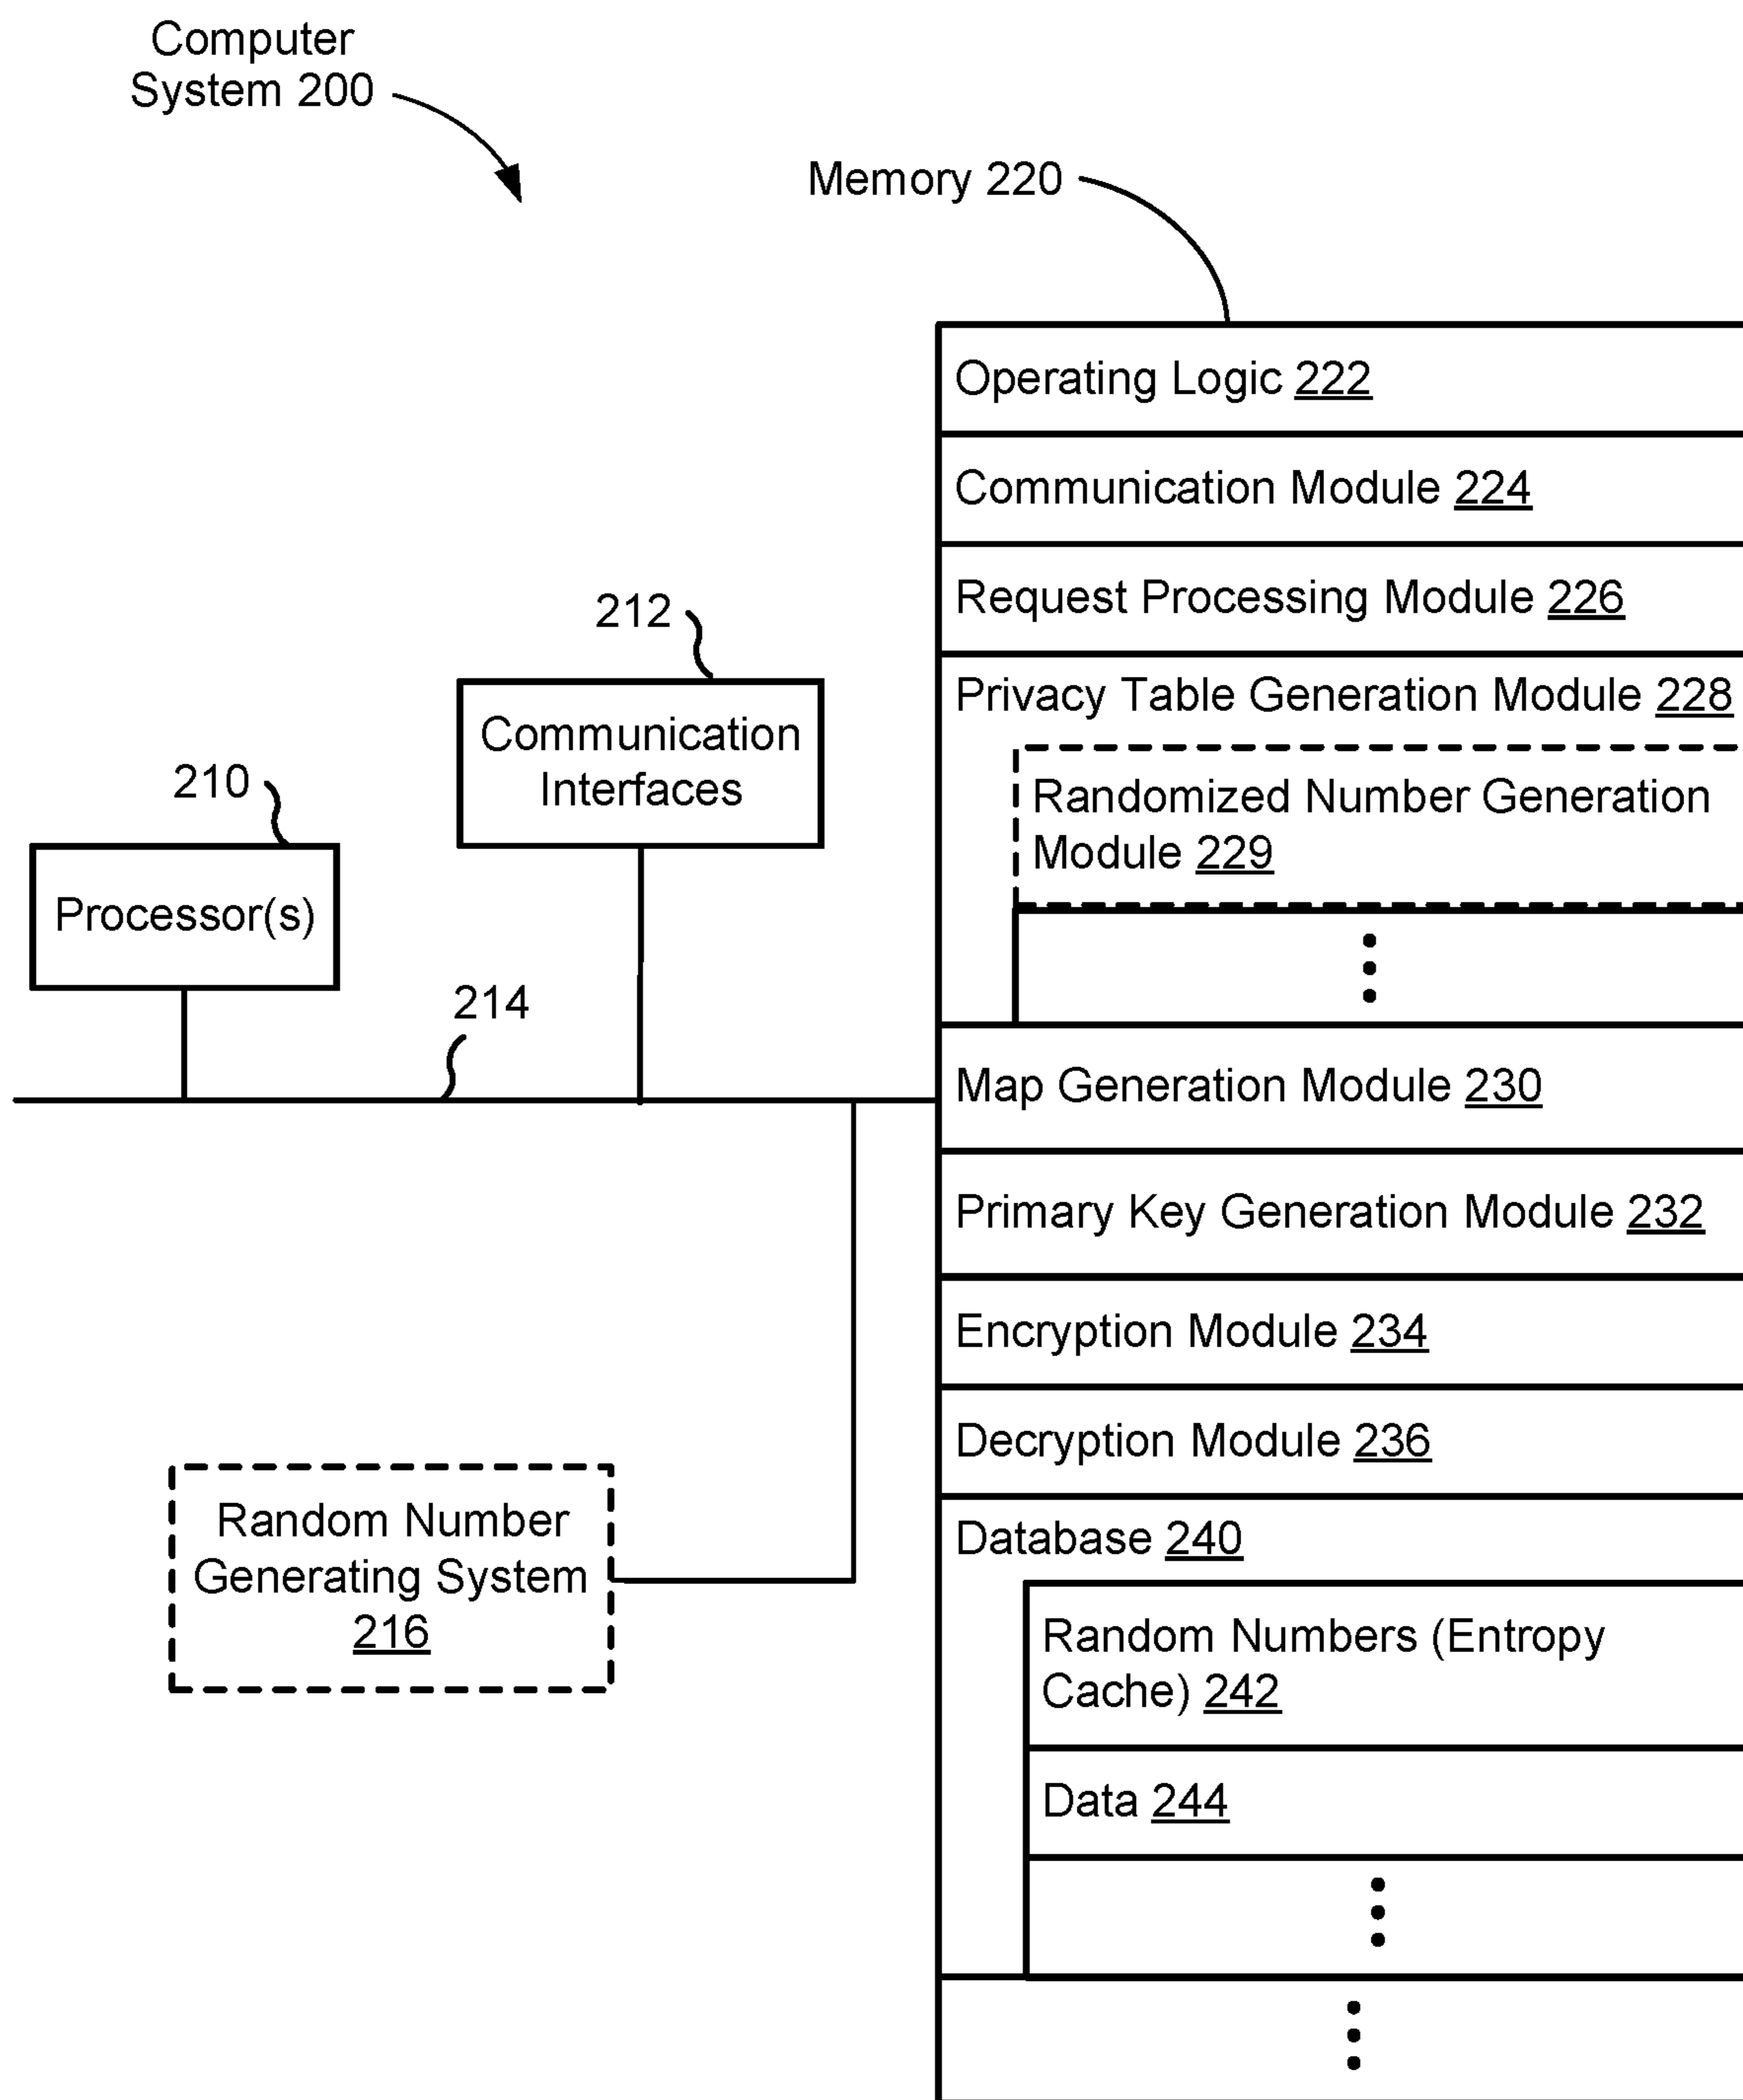 Computer
System 200
Memory 220
Operating Logic 222
Communication Module 224
Request Processing Module 226
Privacy Table Generation Module 228
Randomized Number Generation
Module 229
212
Communication
Interfaces
210
Processor(s)
214
Map Generation Module 230
Primary Key Generation Module 232
Encryption Module 234
Decryption Module 236
Random Number
Generating System
216
Database 240
Random Numbers (Entropy
Cache) 242
Data 244